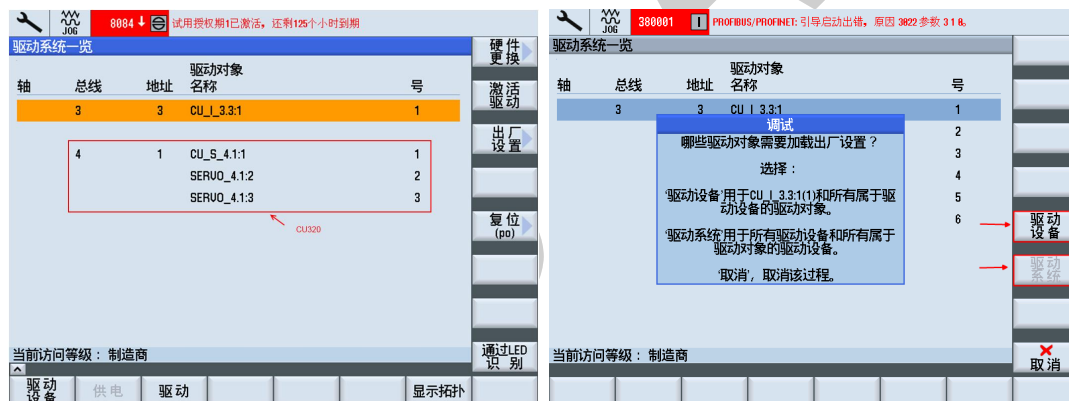 JOG
8084
试用授权期1已激活，还剩125个小时到期
驱动系统一览
硬件更换
驱动对象
轴 总线 地址 名称 号
激活驱动
3 3 CU_I_3.3:1 1
出厂设置
4 1 CU_S_4.1:1 1
SERVO_4.1:2 2
SERVO_4.1:3 3
CU320
复位(po)
当前访问等级：制造商
通过LED识别
驱动设备 供电 驱动 显示拓扑
JOG
380001
PROFIBUS/PROFINET: 引导启动出错，原因 3022参数 3 1 0。
驱动系统一览
驱动对象
轴 总线 地址 名称 号
3 3 CU_I_3.3:1 1
调试
2
哪些驱动对象需要加载出厂设置？
3
选择：
4
'驱动设备'用于CU_I_3.3:1(1)和所有属于驱
5
动设备的驱动对象。
6
驱动设备
'驱动系统'用于所有驱动设备和所有属于
驱动对象的驱动设备。
驱动系统
'取消'，取消该过程。
当前访问等级：制造商
取消